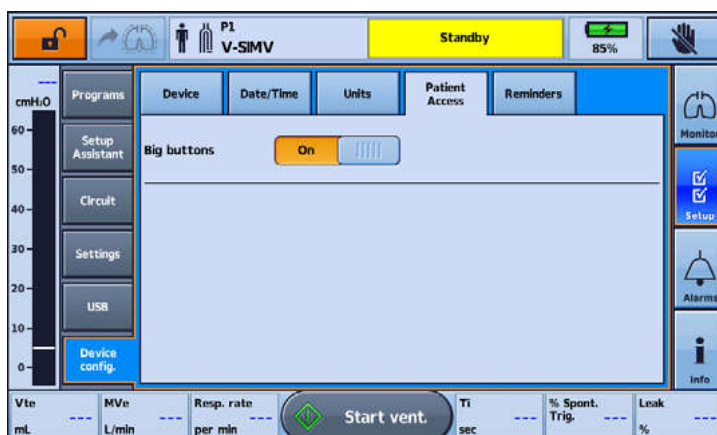 P1
V-SIMV
Standby
85%
---
cmH₂O
60
50
40
30
20
10
0
Programs
Setup
Assistant
Circuit
Settings
USB
Device
config.
Device
Date/Time
Units
Patient
Access
Reminders
Big buttons
On
Monitor
Setup
Alarms
Info
Vte
---
mL
MVe
---
L/min
Resp. rate
---
per min
Start vent.
Ti
---
sec
% Spont.
Trig.
---
Leak
---
%